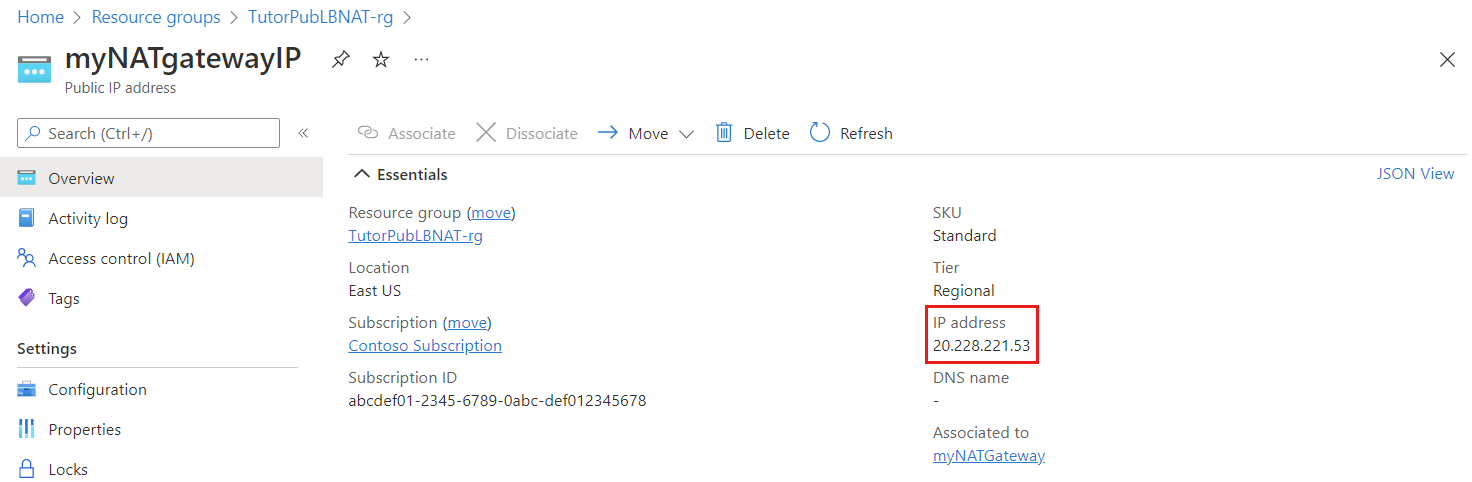 Home > Resource groups > TutorPubLBNAT-rg >
myNATgatewayIP
Public IP address
Search (Ctrl+/)
Overview
Activity log
Access control (IAM)
Tags
Settings
Configuration
Properties
Locks
Associate Dissociate Move Delete Refresh
Essentials
JSON View
Resource group (move)
TutorPubLBNAT-rg
Location
East US
Subscription (move)
Contoso Subscription
Subscription ID
abcdef01-2345-6789-0abc-def012345678
SKU
Standard
Tier
Regional
IP address
20.228.221.53
DNS name
-
Associated to
myNATGateway